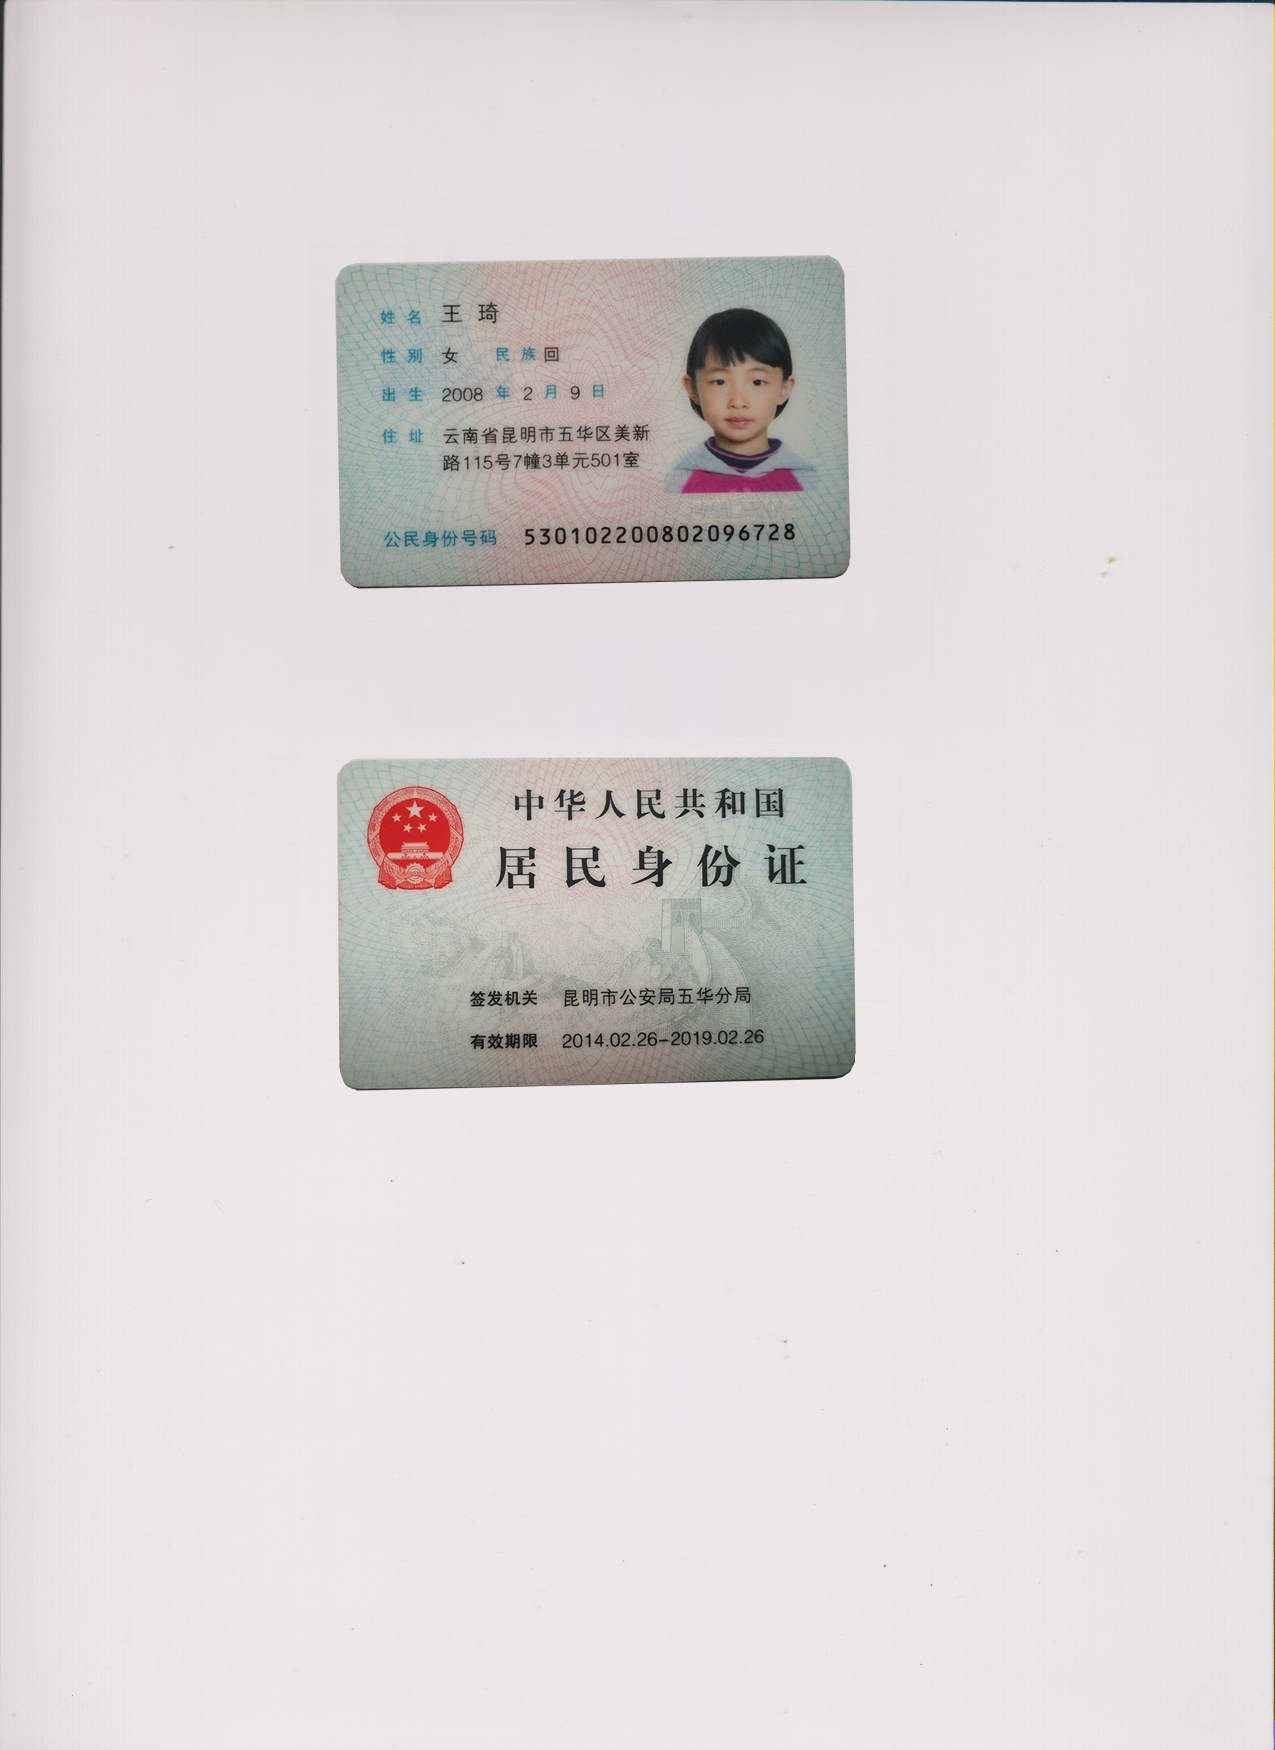 姓名 王琦
性别 女 民族 回
出生 2008 年 2 月 9 日
住址 云南省昆明市五华区美新
路115号7幢3单元501室
公民身份号码 530102200802096728
中华人民共和国
居民身份证
签发机关 昆明市公安局五华分局
有效期限 2014.02.26-2019.02.26